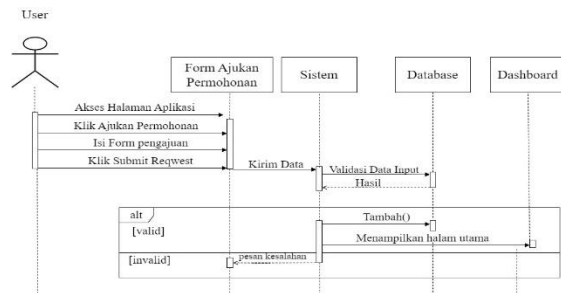 User
Form Ajukan
Permohonan
Sistem
Database
Dashboard
Akses Halaman Aplikasi
Klik Ajukan Permohonan
Isi Form pengajuan
Klik Submit Reqwest
Kirim Data
Validasi Data Input
Hasil
alt
[valid]
Tambah()
Menampilkan halam utama
[invalid]
pesan kesalahan